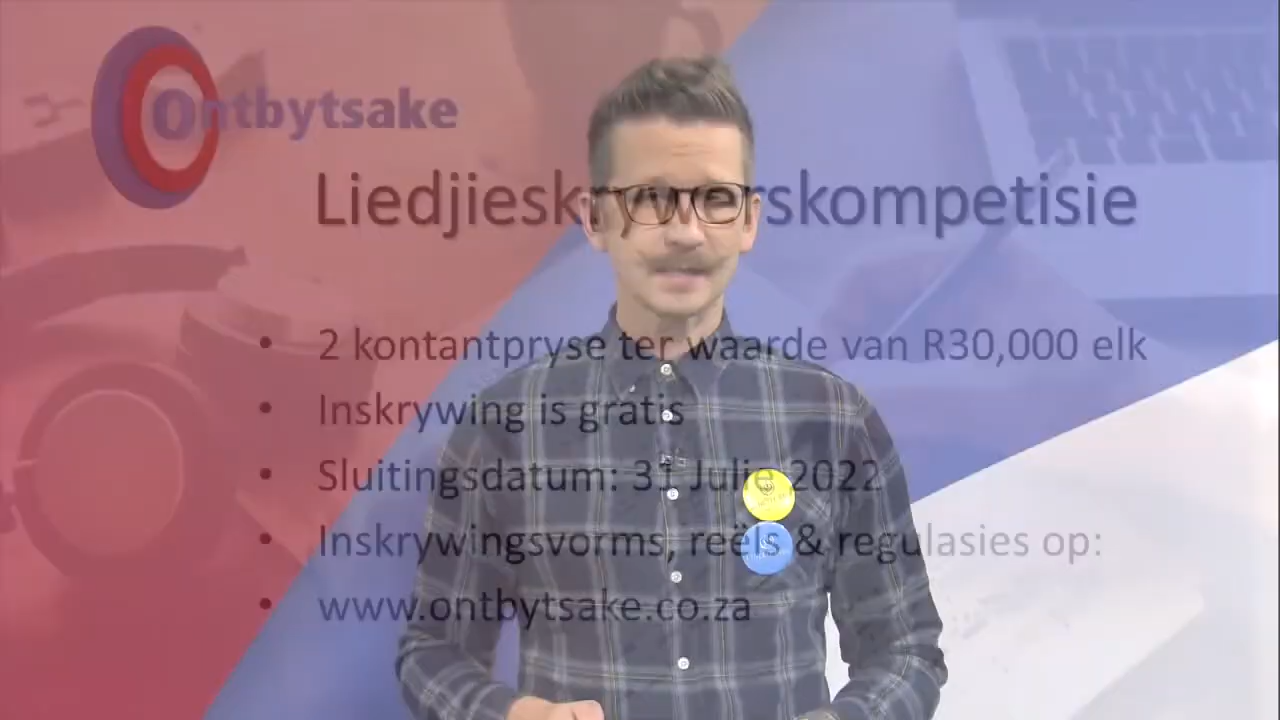 Ontbytsake
Liedjieskrywerskompetisie
• 2 kontantpryse ter waarde van R30,000 elk
• Inskrywing is gratis
• Sluitingsdatum: 31 Julie 2022
• Inskrywingsvorms, reëls & regulasies op:
• www.ontbytsake.co.za